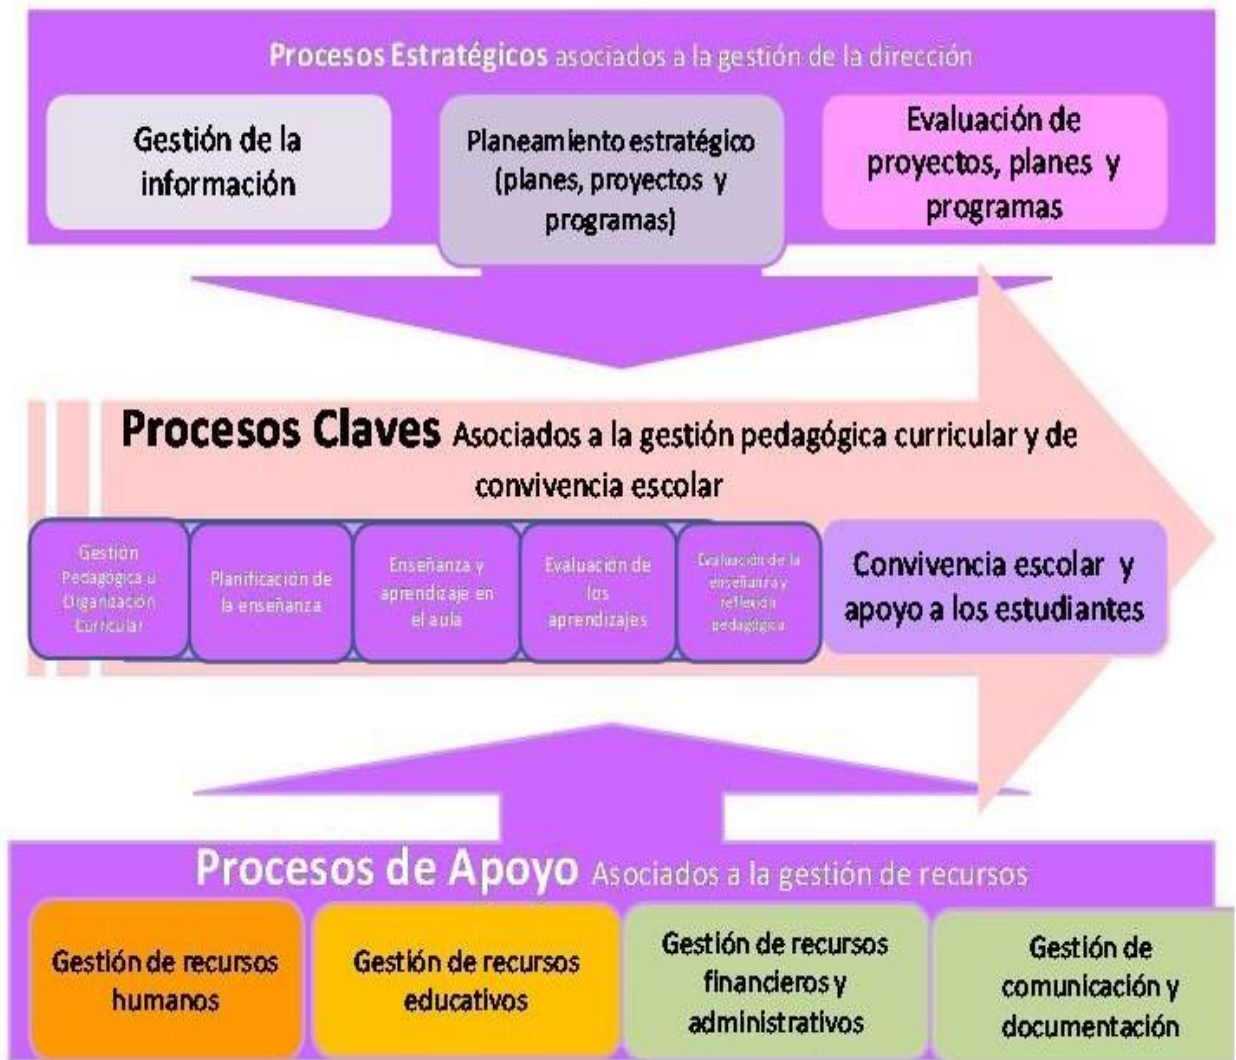 Procesos Estratégicos asociados a la gestión de la dirección
Gestión de la
información
Planeamiento estratégico
(planes, proyectos y
programas)
Evaluación de
proyectos, planes y
programas
Procesos Claves Asociados a la gestión pedagógica curricular y de
convivencia escolar
Gestión
Pedagógica u
Organización
Curricular
Planificación de
la enseñanza
Enseñanza y
aprendizaje en
el aula
Evaluación de
los
aprendizajes
Evaluación de la
enseñanza y
reflexión
pedagógica
Convivencia escolar y
apoyo a los estudiantes
Procesos de Apoyo Asociados a la gestión de recursos
Gestión de recursos
humanos
Gestión de recursos
educativos
Gestión de recursos
financieros y
administrativos
Gestión de
comunicación y
documentación